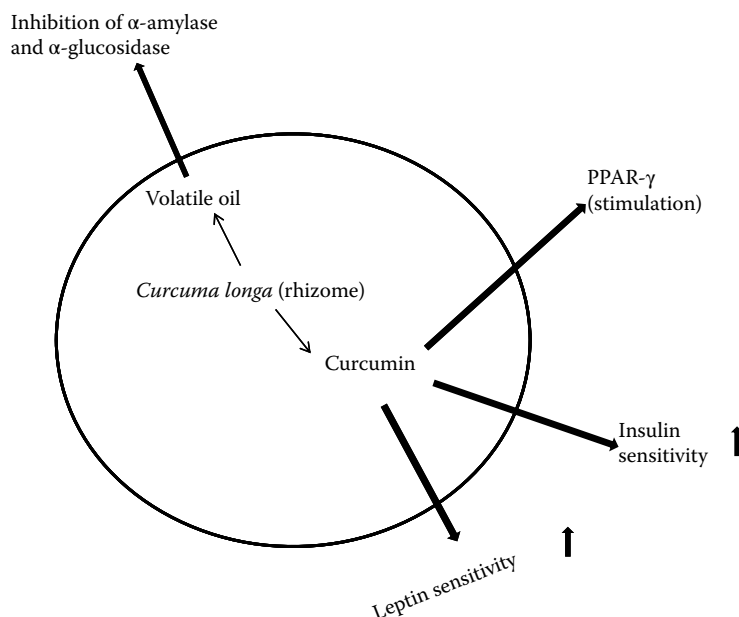 Inhibition of α-amylase
and α-glucosidase
Volatile oil
PPAR-γ
(stimulation)
Curcuma longa (rhizome)
Curcumin
Insulin
sensitivity
Leptin sensitivity